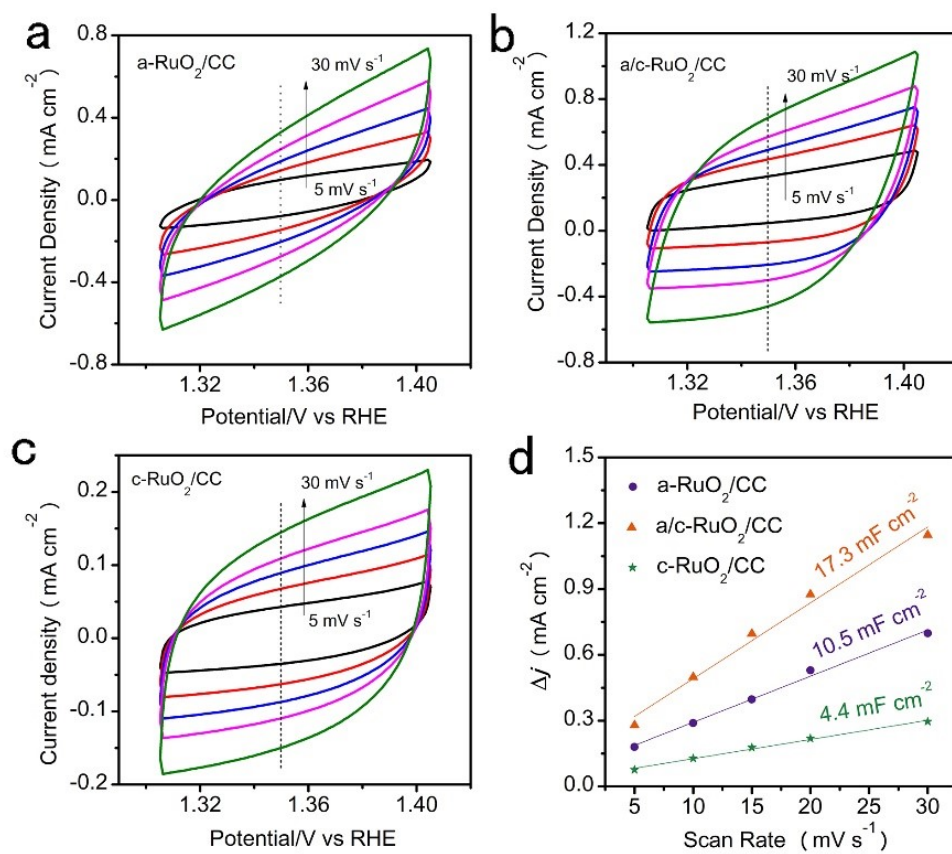 a
a-RuO₂/CC
30 mV s⁻¹
5 mV s⁻¹
Current Density ( mA cm⁻²)
0.8
0.4
0.0
-0.4
-0.8
1.32
1.36
1.40
Potential/V vs RHE
b
a/c-RuO₂/CC
30 mV s⁻¹
5 mV s⁻¹
Current Density ( mA cm⁻²)
1.2
0.8
0.4
0.0
-0.4
-0.8
1.32
1.36
1.40
Potential/V vs RHE
c
c-RuO₂/CC
30 mV s⁻¹
5 mV s⁻¹
Current density ( mA cm⁻²)
0.2
0.1
0.0
-0.1
-0.2
1.32
1.36
1.40
Potential/V vs RHE
d
a-RuO₂/CC
a/c-RuO₂/CC
c-RuO₂/CC
17.3 mF cm⁻²
10.5 mF cm⁻²
4.4 mF cm⁻²
Δj ( mA cm⁻²)
1.5
1.2
0.9
0.6
0.3
0.0
5
10
15
20
25
30
Scan Rate ( mV s⁻¹)